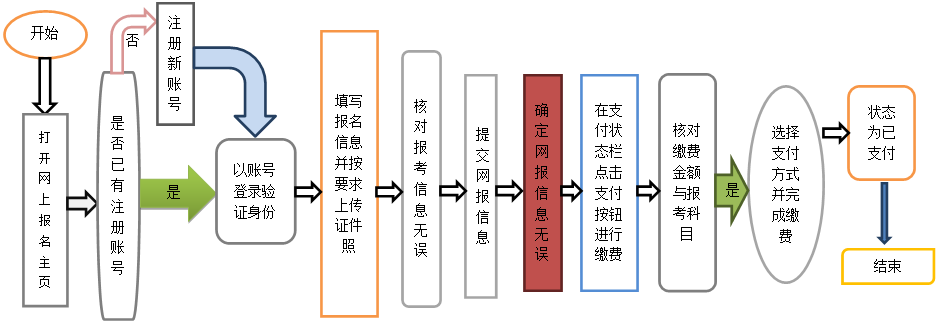 开始
打
开
网
上
报
名
主
页
否
是
否
已
有
注
册
账
号
注
册
新
账
号
是
以账号
登录验
证身份
填写
报名
信息
并按
要求
上传
证件
照
核
对
报
考
信
息
无
误
提
交
网
报
信
息
确
定
网
报
信
息
无
误
在支
付状
态栏
点击
支付
按钮
进行
缴费
核对
缴费
金额
与报
考科
目
是
选择
支付
方式
并完
成缴
费
状态
为已
支付
结束